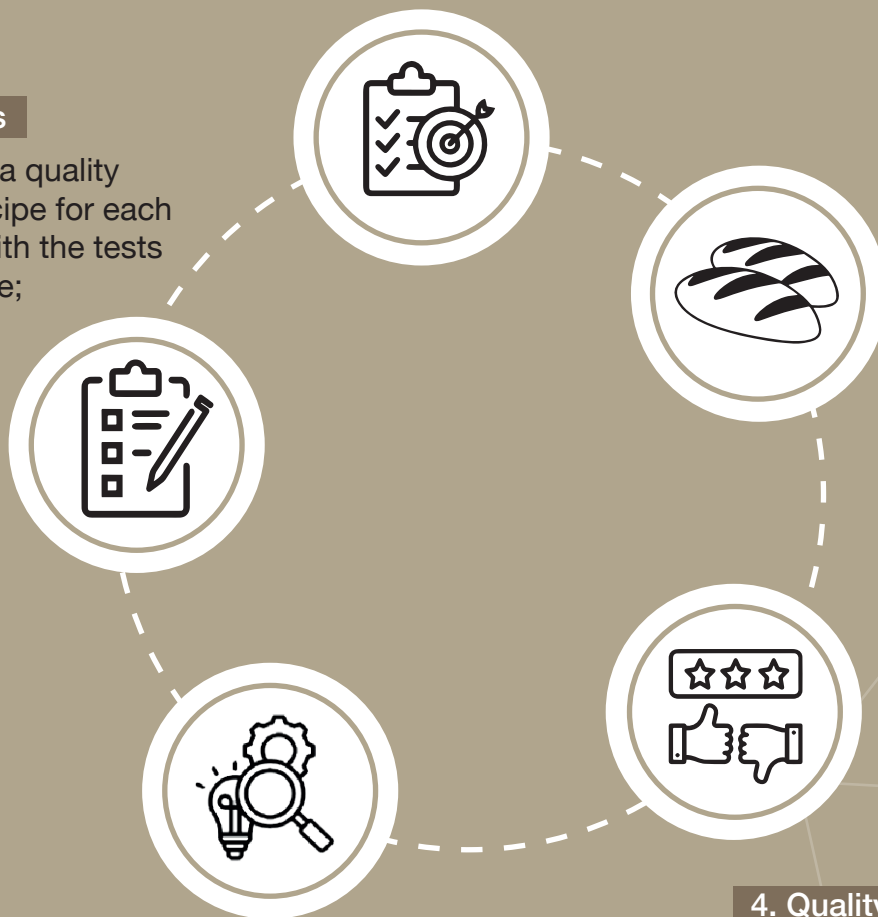 s
a quality
cipe for each
ith the tests
e;
4. Quality